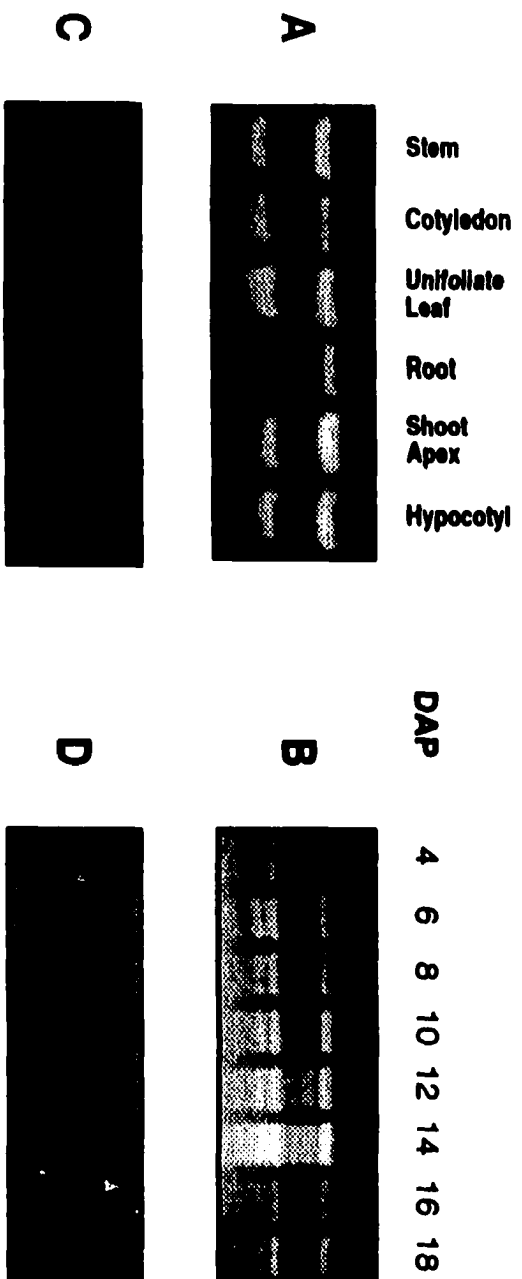 A
Stem
Cotyledon
Unifoliate
Leaf
Root
Shoot
Apex
Hypocotyl
C
DAP
4
6
8
10
12
14
16
18
B
D